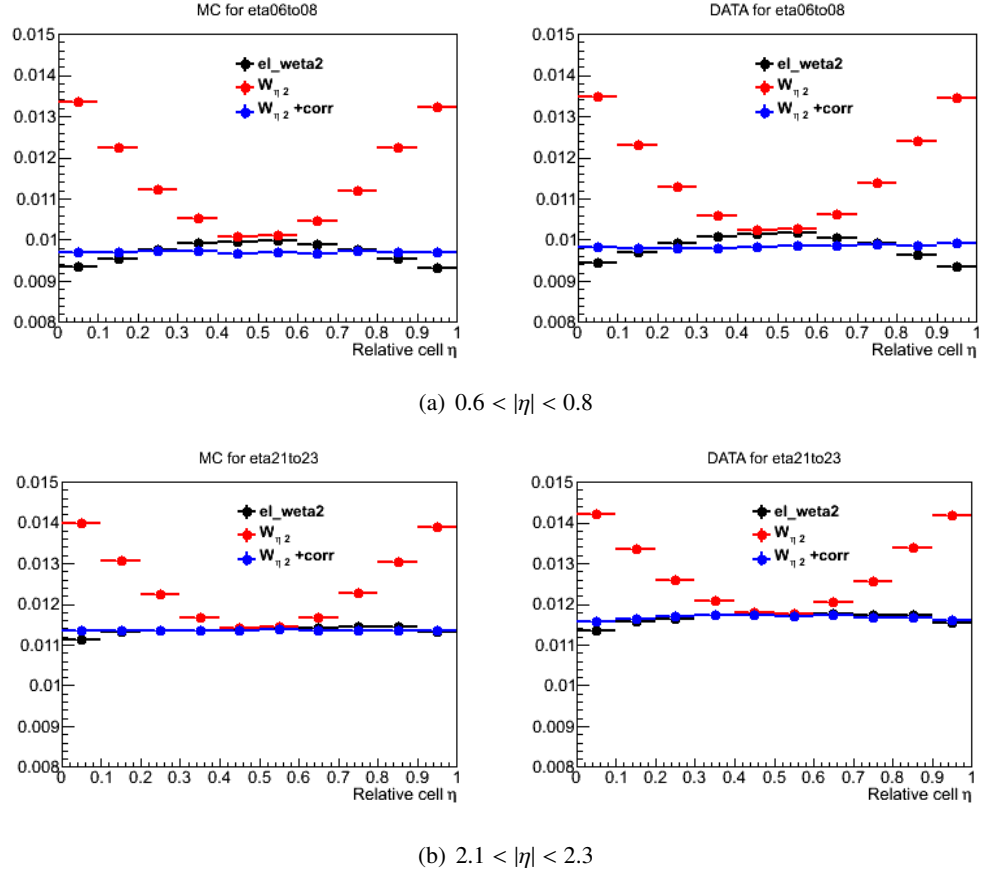 MC for eta06to08
0.015
0.014
0.013
0.012
0.011
0.01
0.009
0.008
el_weta2
W η 2
W η 2 +corr
0 0.1 0.2 0.3 0.4 0.5 0.6 0.7 0.8 0.9 1
Relative cell η
DATA for eta06to08
0.015
0.014
0.013
0.012
0.011
0.01
0.009
0.008
el_weta2
W η 2
W η 2 +corr
0 0.1 0.2 0.3 0.4 0.5 0.6 0.7 0.8 0.9 1
Relative cell η
(a) 0.6 < |η| < 0.8
MC for eta21to23
0.015
0.014
0.013
0.012
0.011
0.01
0.009
0.008
el_weta2
W η 2
W η 2 +corr
0 0.1 0.2 0.3 0.4 0.5 0.6 0.7 0.8 0.9 1
Relative cell η
DATA for eta21to23
0.015
0.014
0.013
0.012
0.011
0.01
0.009
0.008
el_weta2
W η 2
W η 2 +corr
0 0.1 0.2 0.3 0.4 0.5 0.6 0.7 0.8 0.9 1
Relative cell η
(b) 2.1 < |η| < 2.3